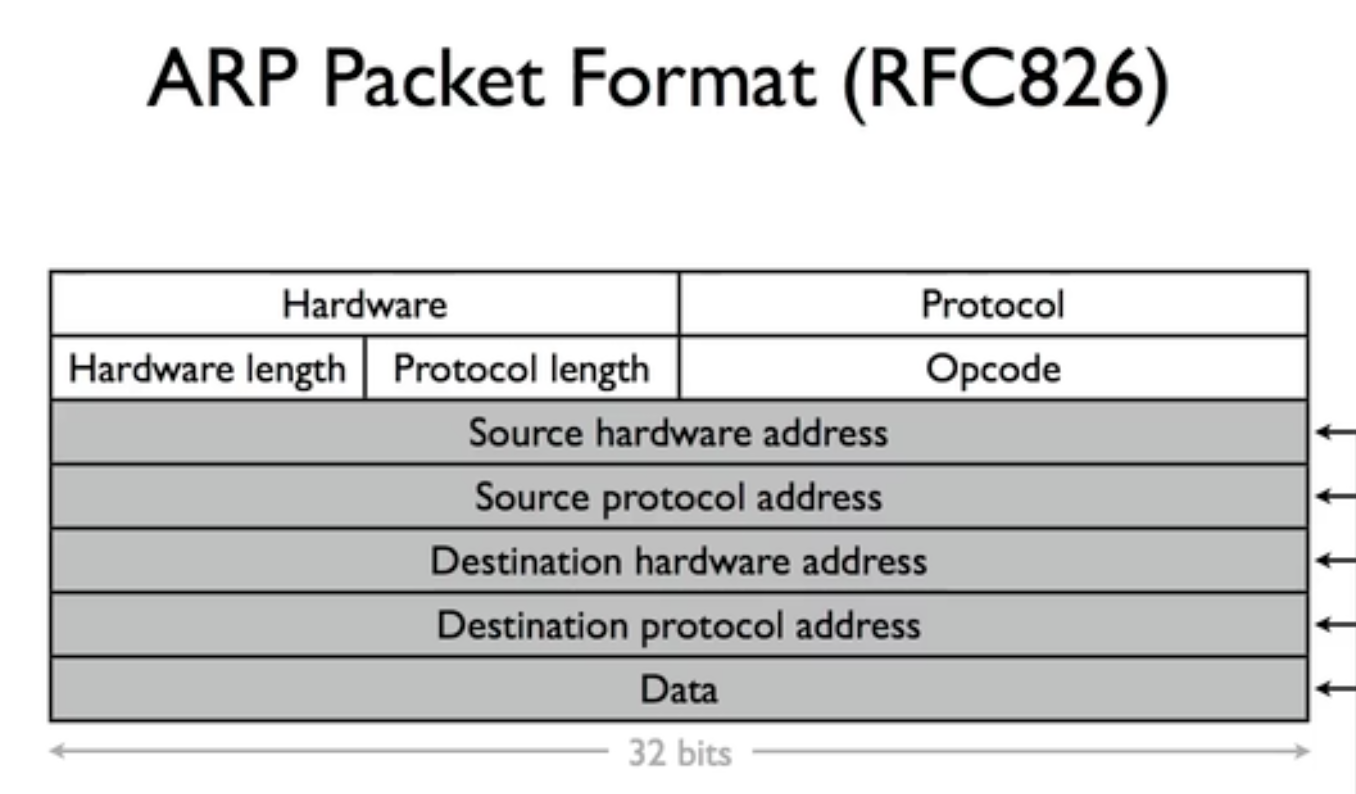 ARP Packet Format (RFC826)
Hardware Protocol
Hardware length Protocol length Opcode
Source hardware address
Source protocol address
Destination hardware address
Destination protocol address
Data
32 bits